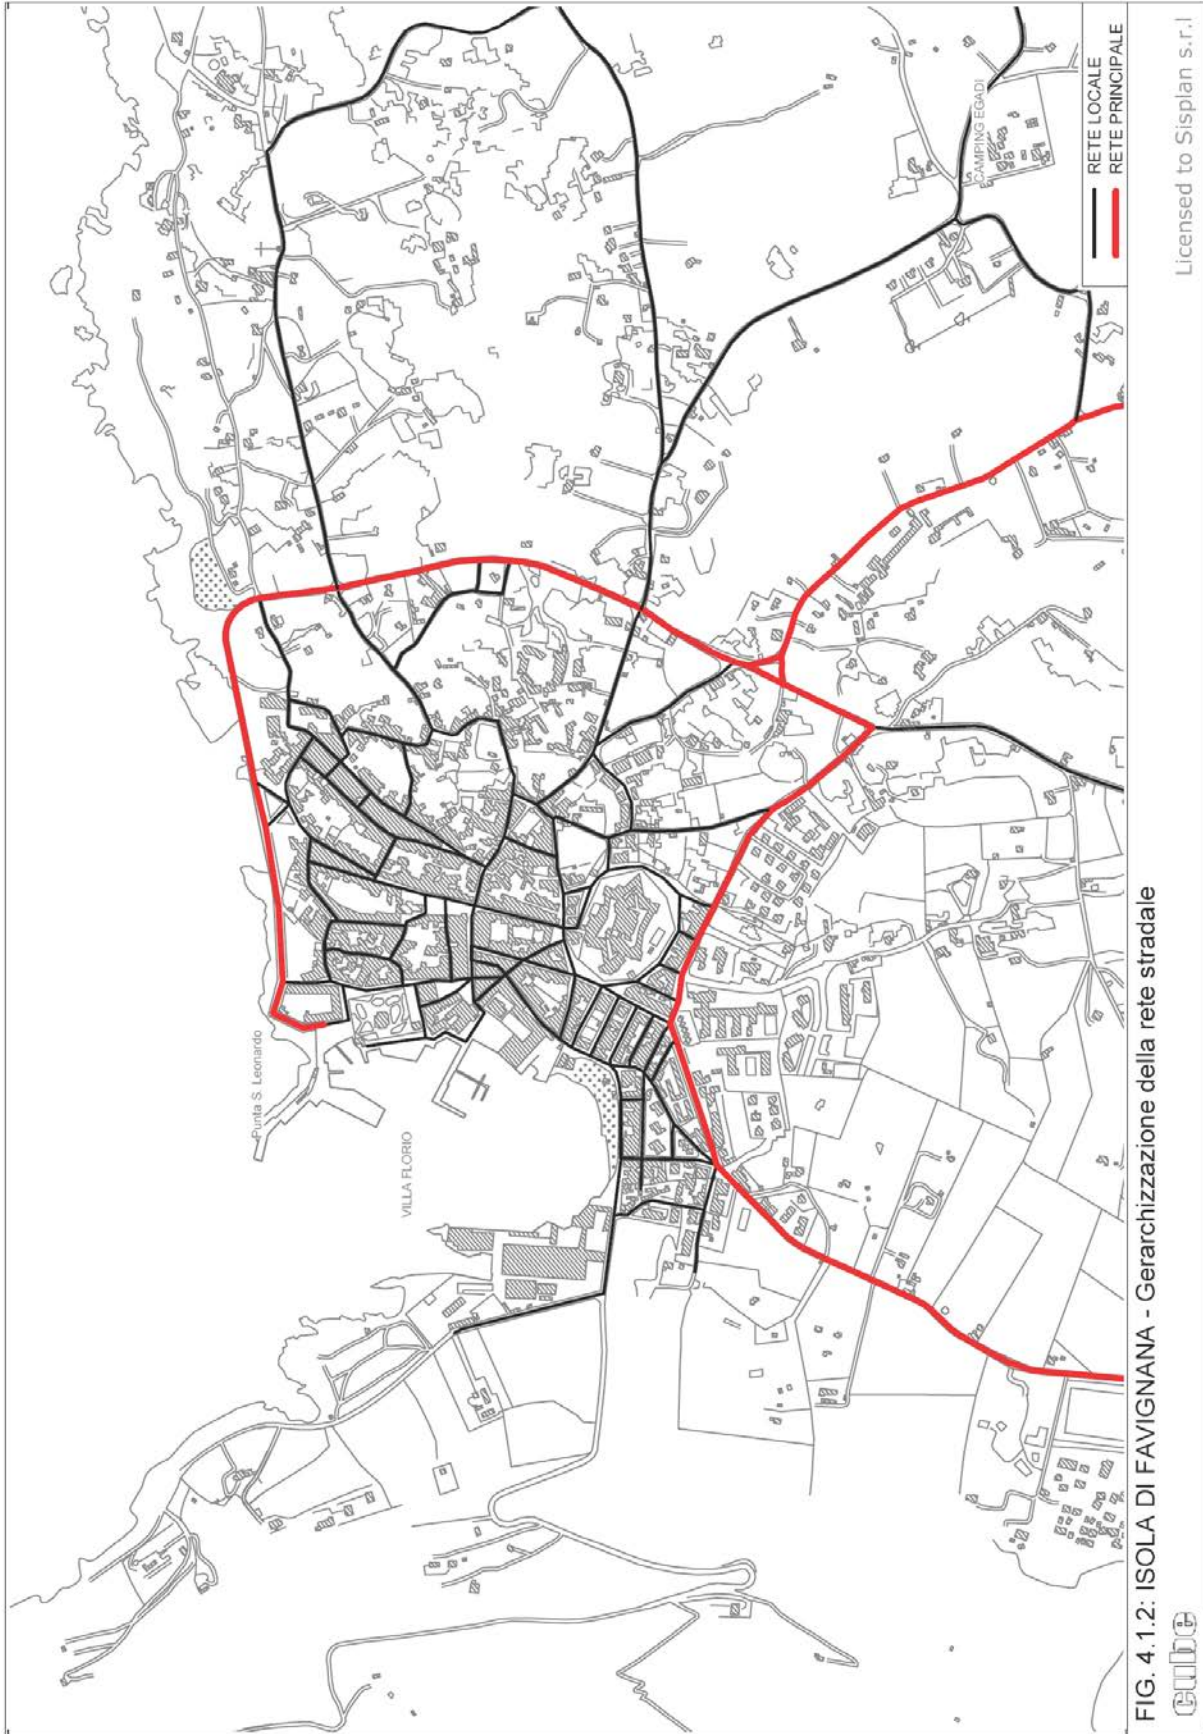 Punta S. Leonardo
VILLA FLORIO
CAMPING EGADI
RETE LOCALE
RETE PRINCIPALE
FIG. 4.1.2: ISOLA DI FAVIGNANA - Gerarchizzazione della rete stradale
cube
Licensed to Sisplan s.r.l